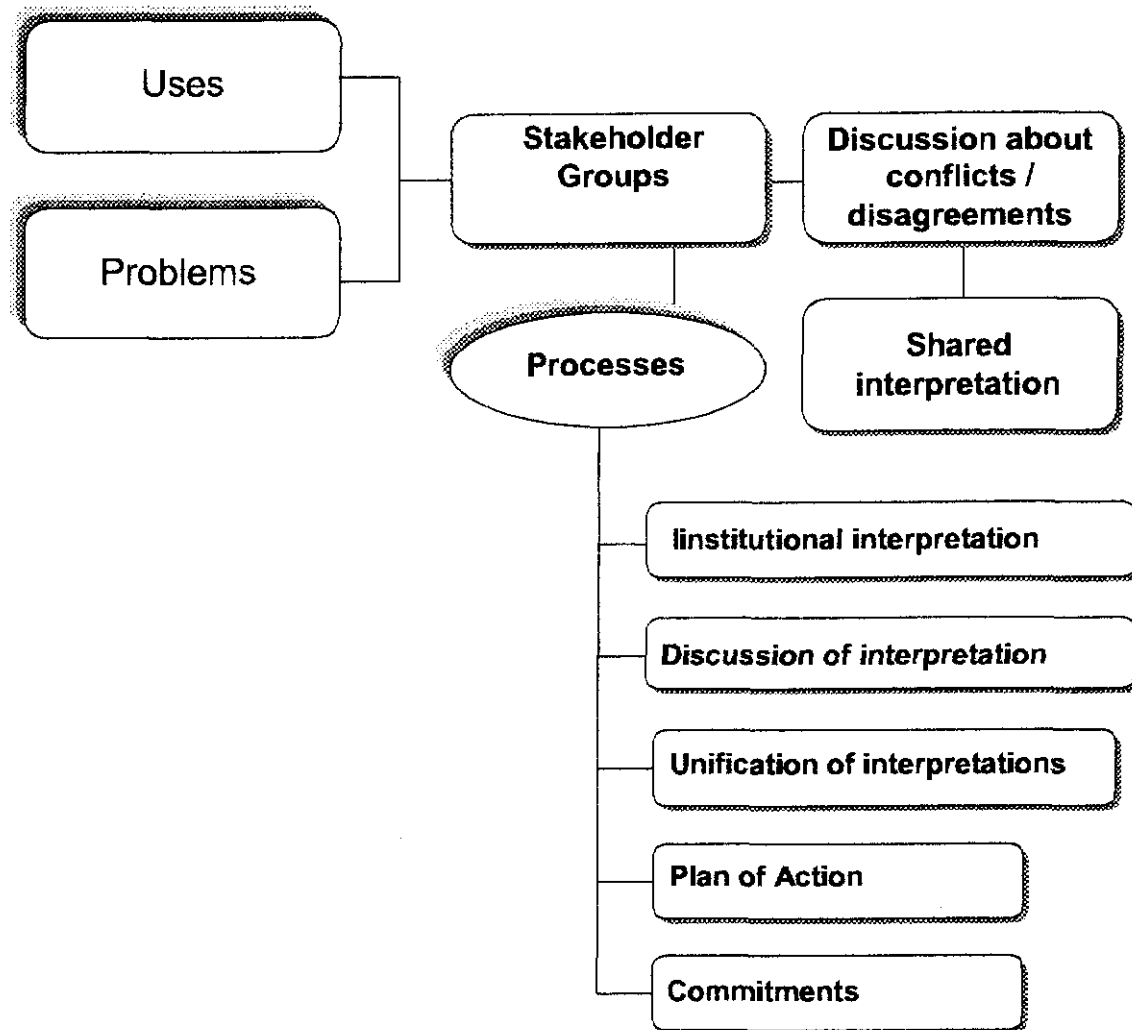 Uses
Problems
Stakeholder
Groups
Discussion about
conflicts /
disagreements
Processes
Shared
interpretation
Iinstitutional interpretation
Discussion of interpretation
Unification of interpretations
Plan of Action
Commitments